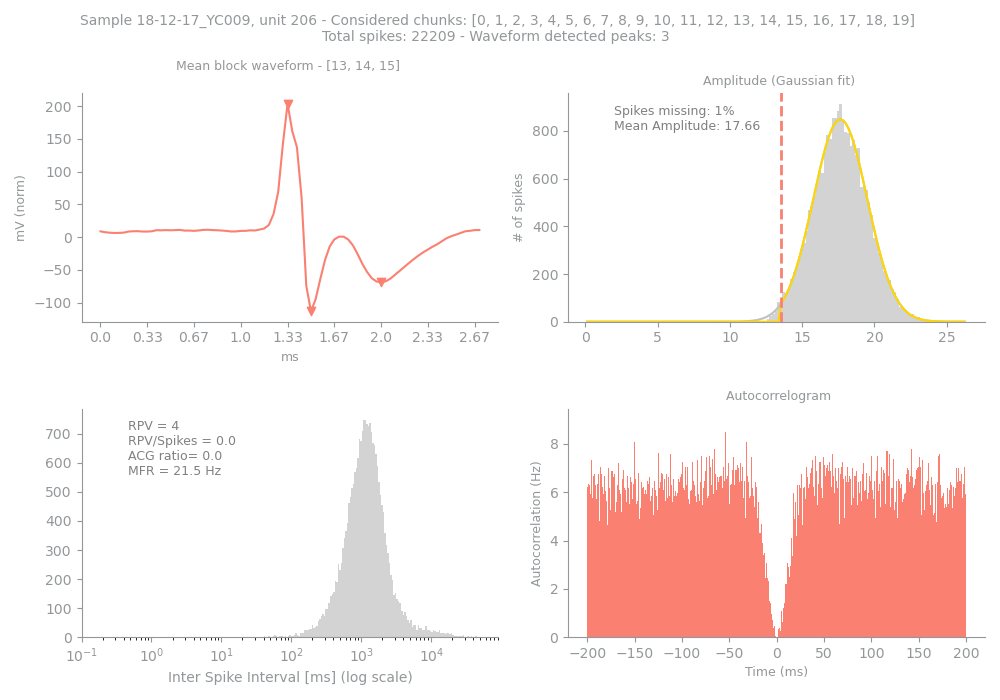 Sample 18-12-17_YC009, unit 206 - Considered chunks: [0, 1, 2, 3, 4, 5, 6, 7, 8, 9, 10, 11, 12, 13, 14, 15, 16, 17, 18, 19]
Total spikes: 22209 - Waveform detected peaks: 3
Mean block waveform - [13, 14, 15]
mV (norm)
200
150
100
50
0
−50
−100
0.0 0.33 0.67 1.0 1.33 1.67 2.0 2.33 2.67
ms
Amplitude (Gaussian fit)
Spikes missing: 1%
Mean Amplitude: 17.66
# of spikes
800
600
400
200
0
0 5 10 15 20 25
RPV = 4
RPV/Spikes = 0.0
ACG ratio= 0.0
MFR = 21.5 Hz
700
600
500
400
300
200
100
0
10⁻¹ 10⁰ 10¹ 10² 10³ 10⁴
Inter Spike Interval [ms] (log scale)
Autocorrelogram
Autocorrelation (Hz)
8
6
4
2
0
−200 −150 −100 −50 0 50 100 150 200
Time (ms)